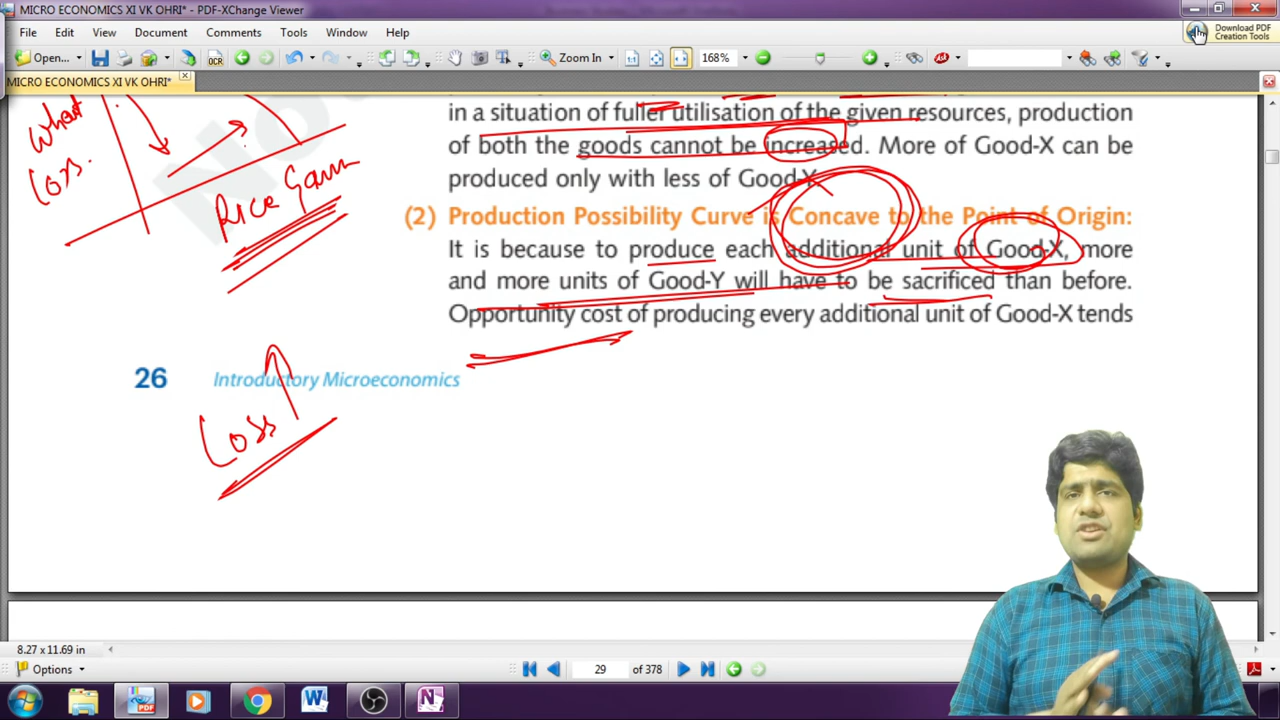 MICRO ECONOMICS XI VK OHRI* - PDF-XChange Viewer
File Edit View Document Comments Tools Window Help
Download PDF
Creation Tools
Open... OCR Zoom In 168%
MICRO ECONOMICS XI VK OHRI*
in a situation of fuller utilisation of the given resources, production
of both the goods cannot be increased. More of Good-X can be
produced only with less of Good-Y.
What
Loss.
Rice Gain
(2) Production Possibility Curve is Concave to the Point of Origin:
It is because to produce each additional unit of Good-X, more
and more units of Good-Y will have to be sacrificed than before.
Opportunity cost of producing every additional unit of Good-X tends
26 Introductory Microeconomics
Loss
8.27 x 11.69 in
Options 29 of 378